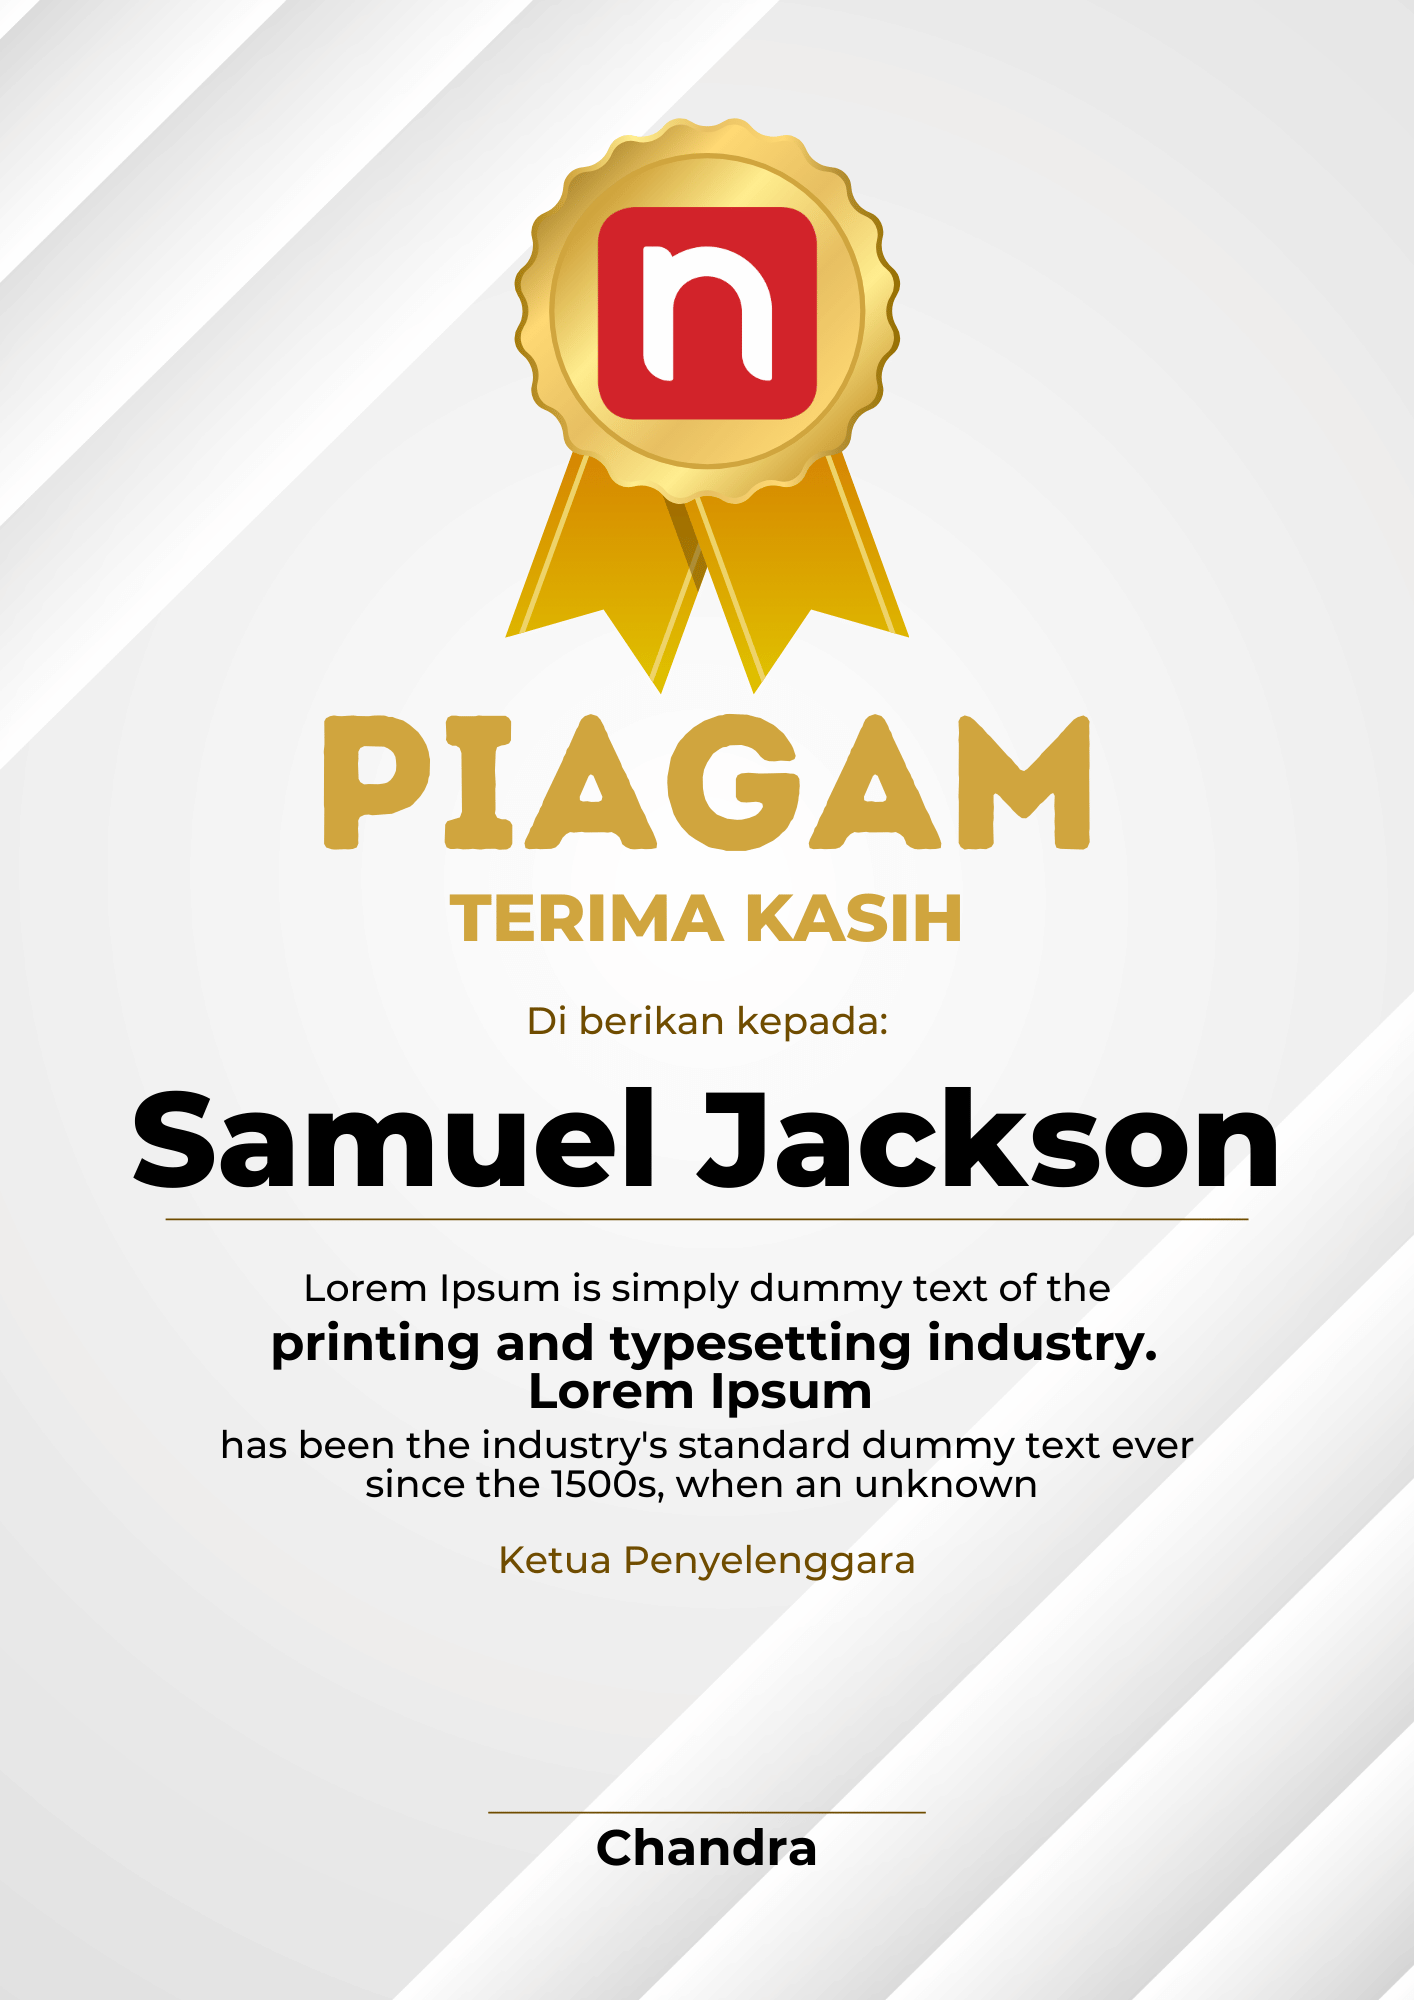 n
PIAGAM
TERIMA KASIH
Di berikan kepada:
Samuel Jackson
Lorem Ipsum is simply dummy text of the
printing and typesetting industry.
Lorem Ipsum
has been the industry's standard dummy text ever
since the 1500s, when an unknown
Ketua Penyelenggara
Chandra